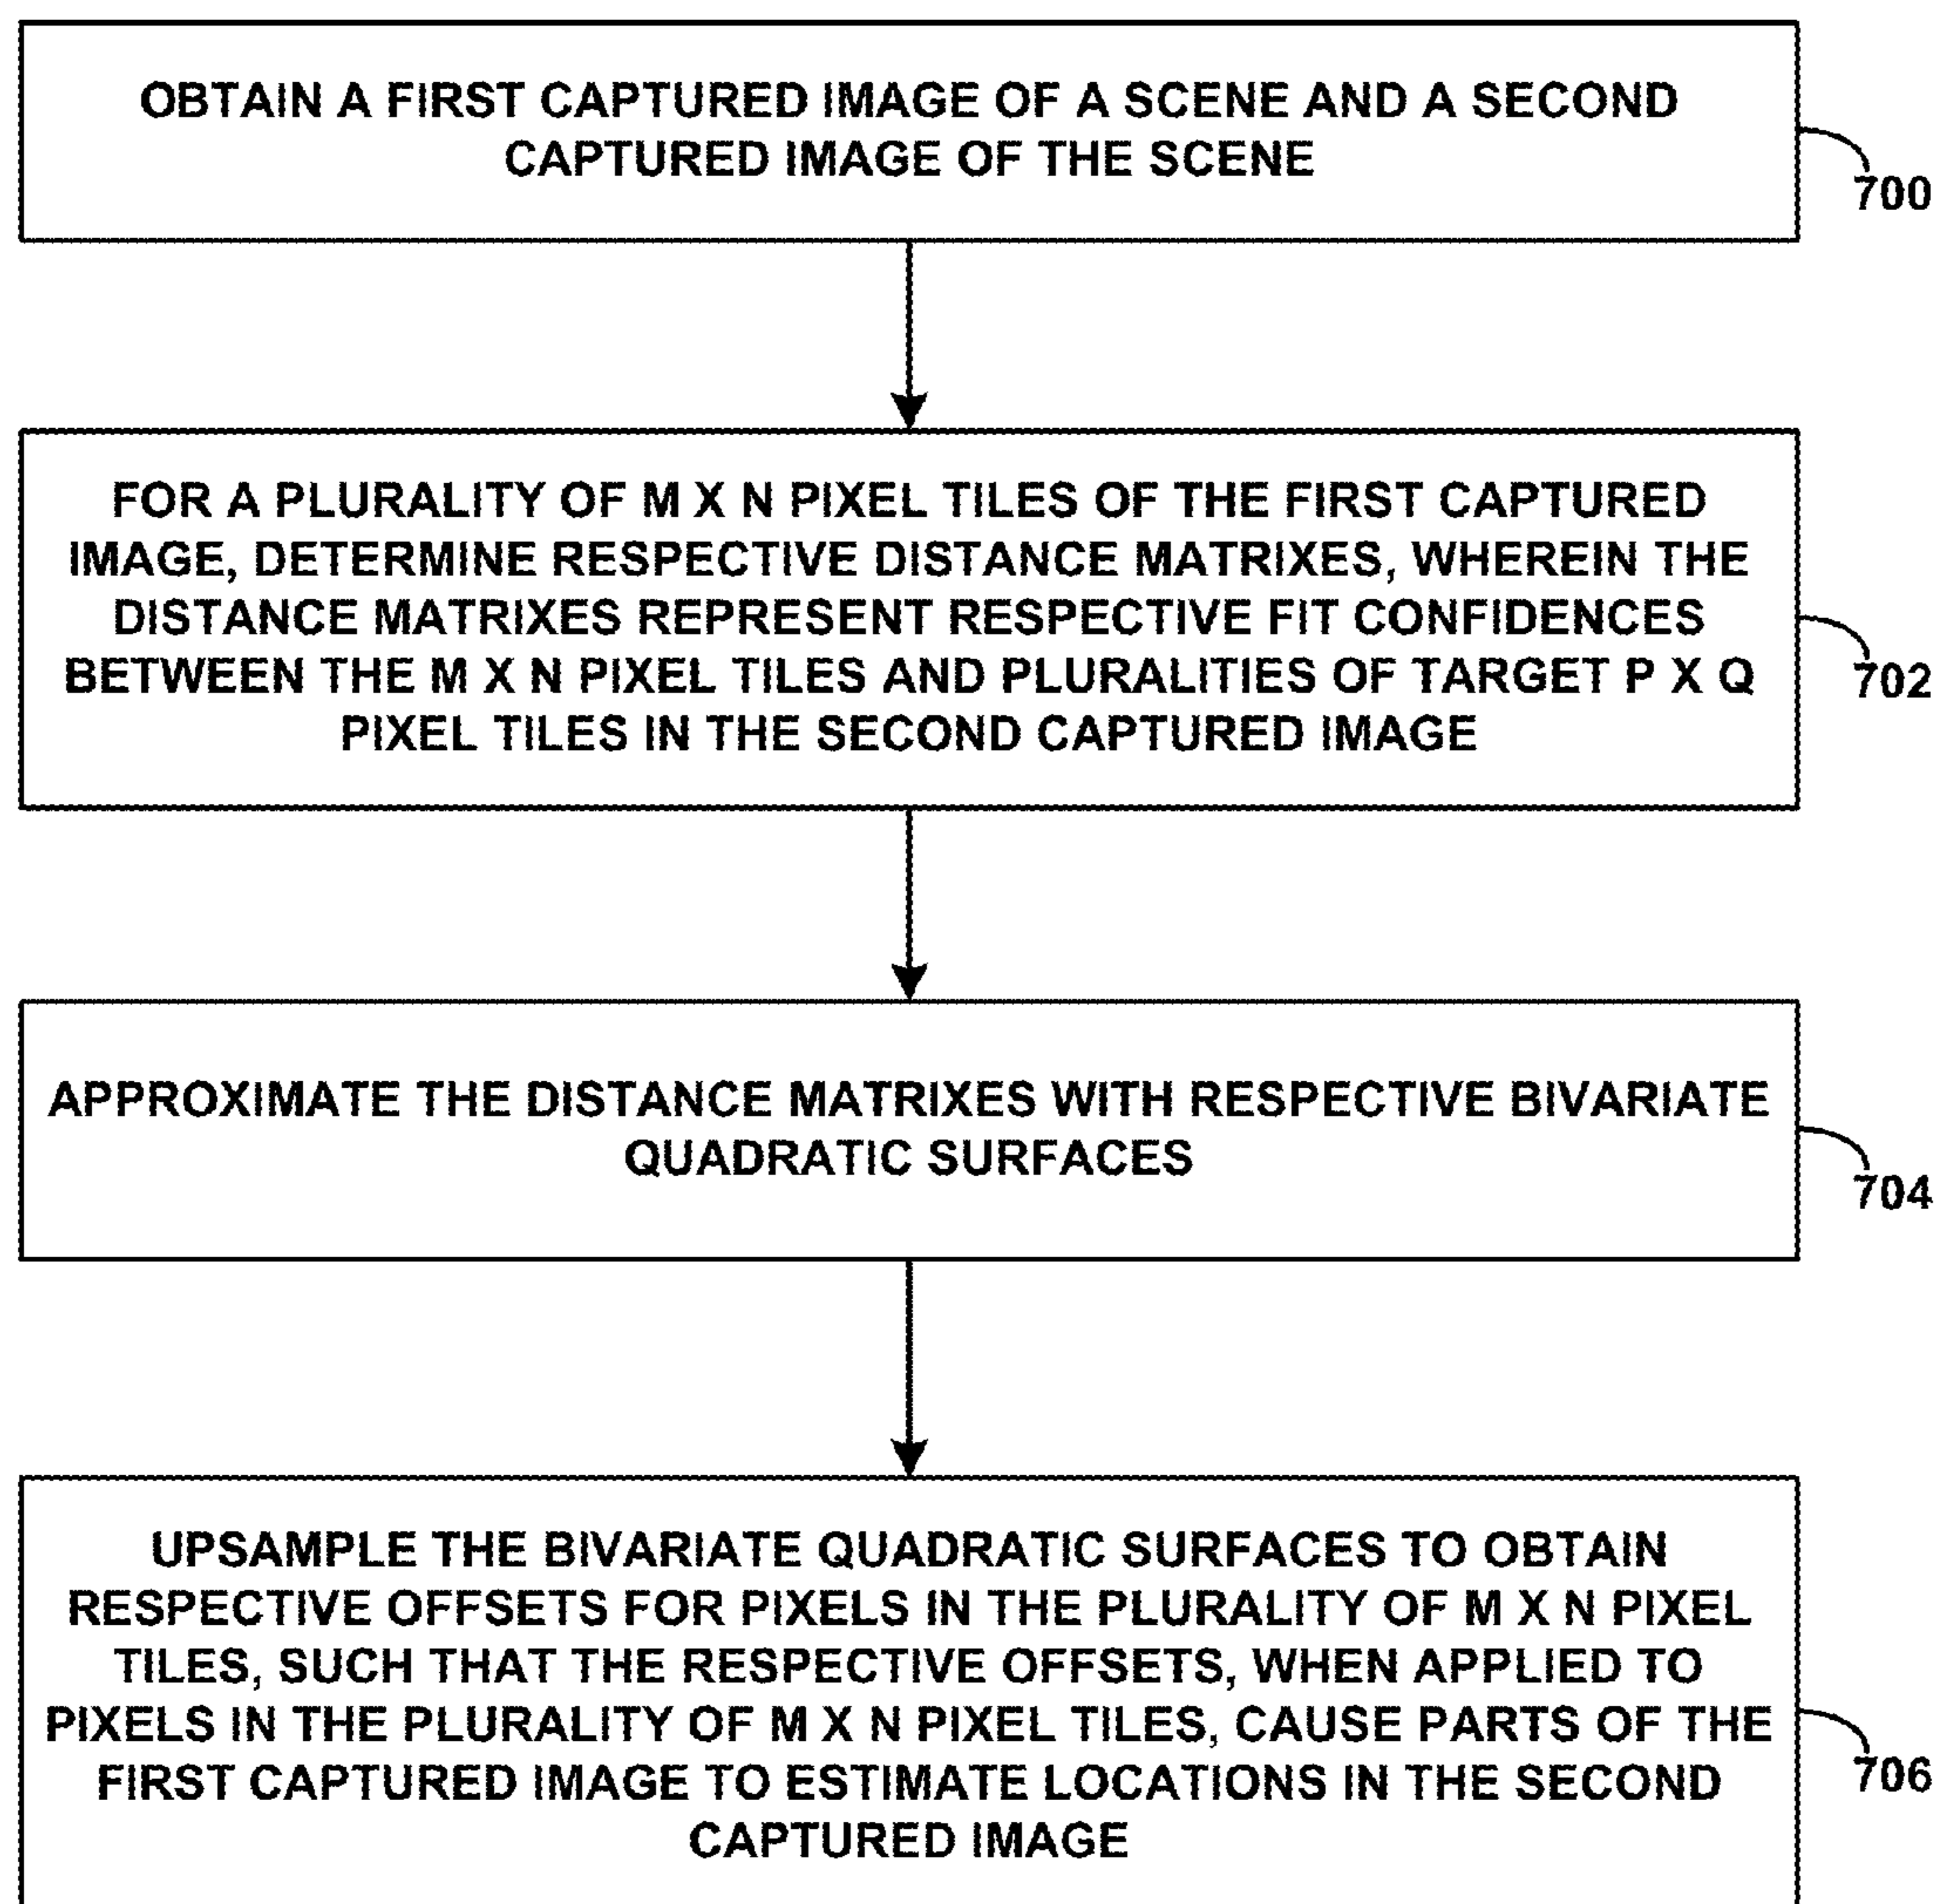 OBTAIN A FIRST CAPTURED IMAGE OF A SCENE AND A SECOND
CAPTURED IMAGE OF THE SCENE
700
FOR A PLURALITY OF M X N PIXEL TILES OF THE FIRST CAPTURED
IMAGE, DETERMINE RESPECTIVE DISTANCE MATRIXES, WHEREIN THE
DISTANCE MATRIXES REPRESENT RESPECTIVE FIT CONFIDENCES
BETWEEN THE M X N PIXEL TILES AND PLURALITIES OF TARGET P X Q
PIXEL TILES IN THE SECOND CAPTURED IMAGE
702
APPROXIMATE THE DISTANCE MATRIXES WITH RESPECTIVE BIVARIATE
QUADRATIC SURFACES
704
UPSAMPLE THE BIVARIATE QUADRATIC SURFACES TO OBTAIN
RESPECTIVE OFFSETS FOR PIXELS IN THE PLURALITY OF M X N PIXEL
TILES, SUCH THAT THE RESPECTIVE OFFSETS, WHEN APPLIED TO
PIXELS IN THE PLURALITY OF M X N PIXEL TILES, CAUSE PARTS OF THE
FIRST CAPTURED IMAGE TO ESTIMATE LOCATIONS IN THE SECOND
CAPTURED IMAGE
706